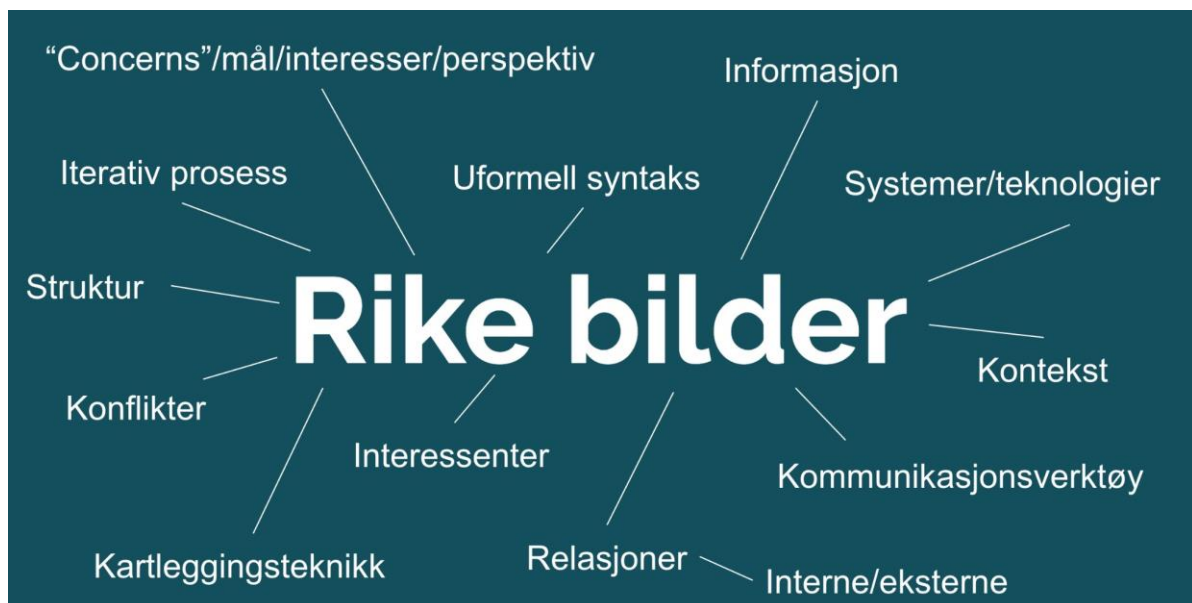 “Concerns”/mål/interesser/perspektiv
Informasjon
Iterativ prosess
Uformell syntaks
Systemer/teknologier
Struktur
Rike bilder
Kontekst
Konflikter
Interessenter
Kommunikasjonsverktøy
Kartleggingsteknikk
Relasjoner
Interne/eksterne